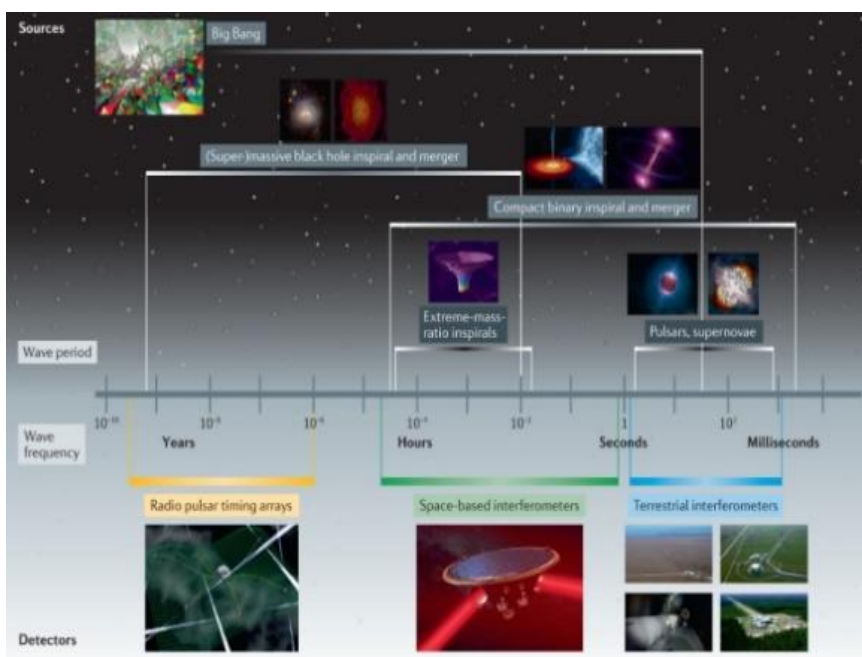 Sources
Big Bang
(Super-)massive black hole inspiral and merger
Compact binary inspiral and merger
Extreme-mass-
ratio inspirals
Pulsars, supernovae
Wave period
Wave
frequency
Years
Hours
Seconds
Milliseconds
1
Radio pulsar timing arrays
Space-based interferometers
Terrestrial interferometers
Detectors